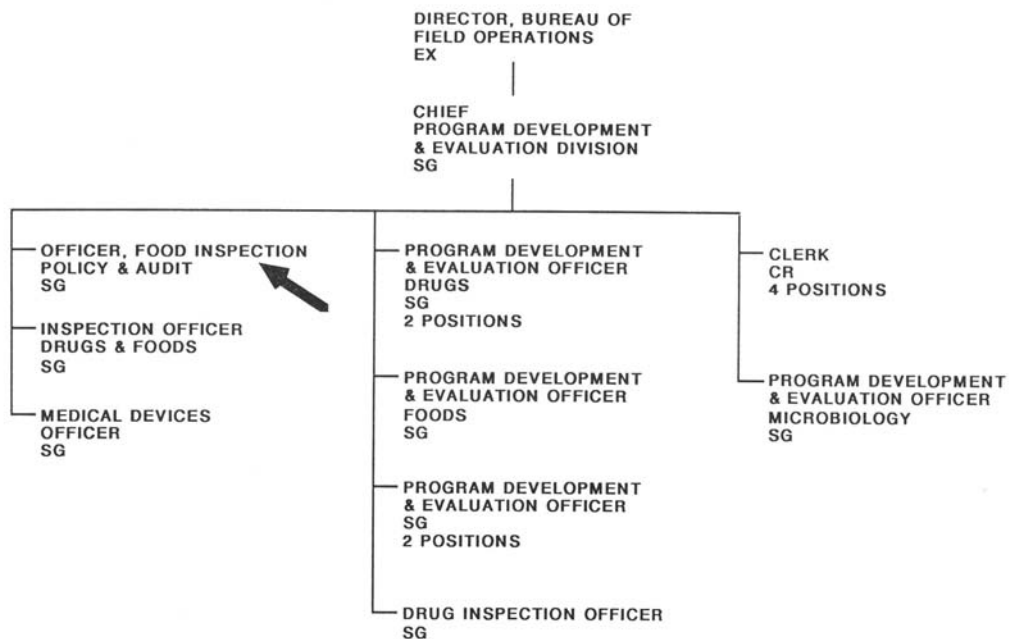 DIRECTOR, BUREAU OF
FIELD OPERATIONS
EX
CHIEF
PROGRAM DEVELOPMENT
& EVALUATION DIVISION
SG
OFFICER, FOOD INSPECTION
POLICY & AUDIT
SG
INSPECTION OFFICER
DRUGS & FOODS
SG
MEDICAL DEVICES
OFFICER
SG
PROGRAM DEVELOPMENT
& EVALUATION OFFICER
DRUGS
SG
2 POSITIONS
PROGRAM DEVELOPMENT
& EVALUATION OFFICER
FOODS
SG
PROGRAM DEVELOPMENT
& EVALUATION OFFICER
SG
2 POSITIONS
DRUG INSPECTION OFFICER
SG
CLERK
CR
4 POSITIONS
PROGRAM DEVELOPMENT
& EVALUATION OFFICER
MICROBIOLOGY
SG